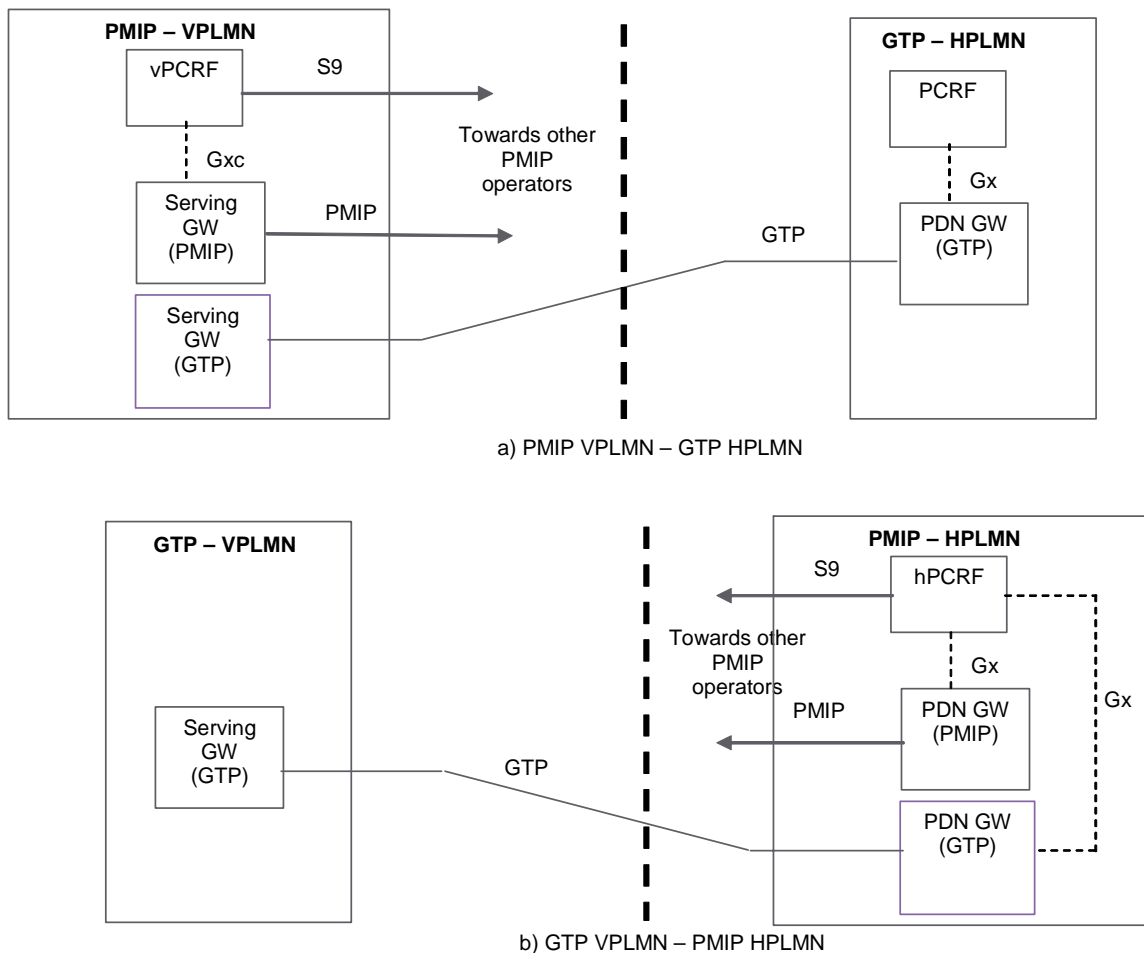 PMIP – VPLMN
vPCRF
S9
Gxc
Towards other
PMIP
operators
Serving
GW
(PMIP)
PMIP
Serving
GW
(GTP)
GTP
GTP – HPLMN
PCRF
Gx
PDN GW
(GTP)
a) PMIP VPLMN – GTP HPLMN
GTP – VPLMN
Serving
GW
(GTP)
GTP
PMIP – HPLMN
S9
hPCRF
Towards other
PMIP
operators
Gx
Gx
PMIP
PDN GW
(PMIP)
PDN GW
(GTP)
b) GTP VPLMN – PMIP HPLMN